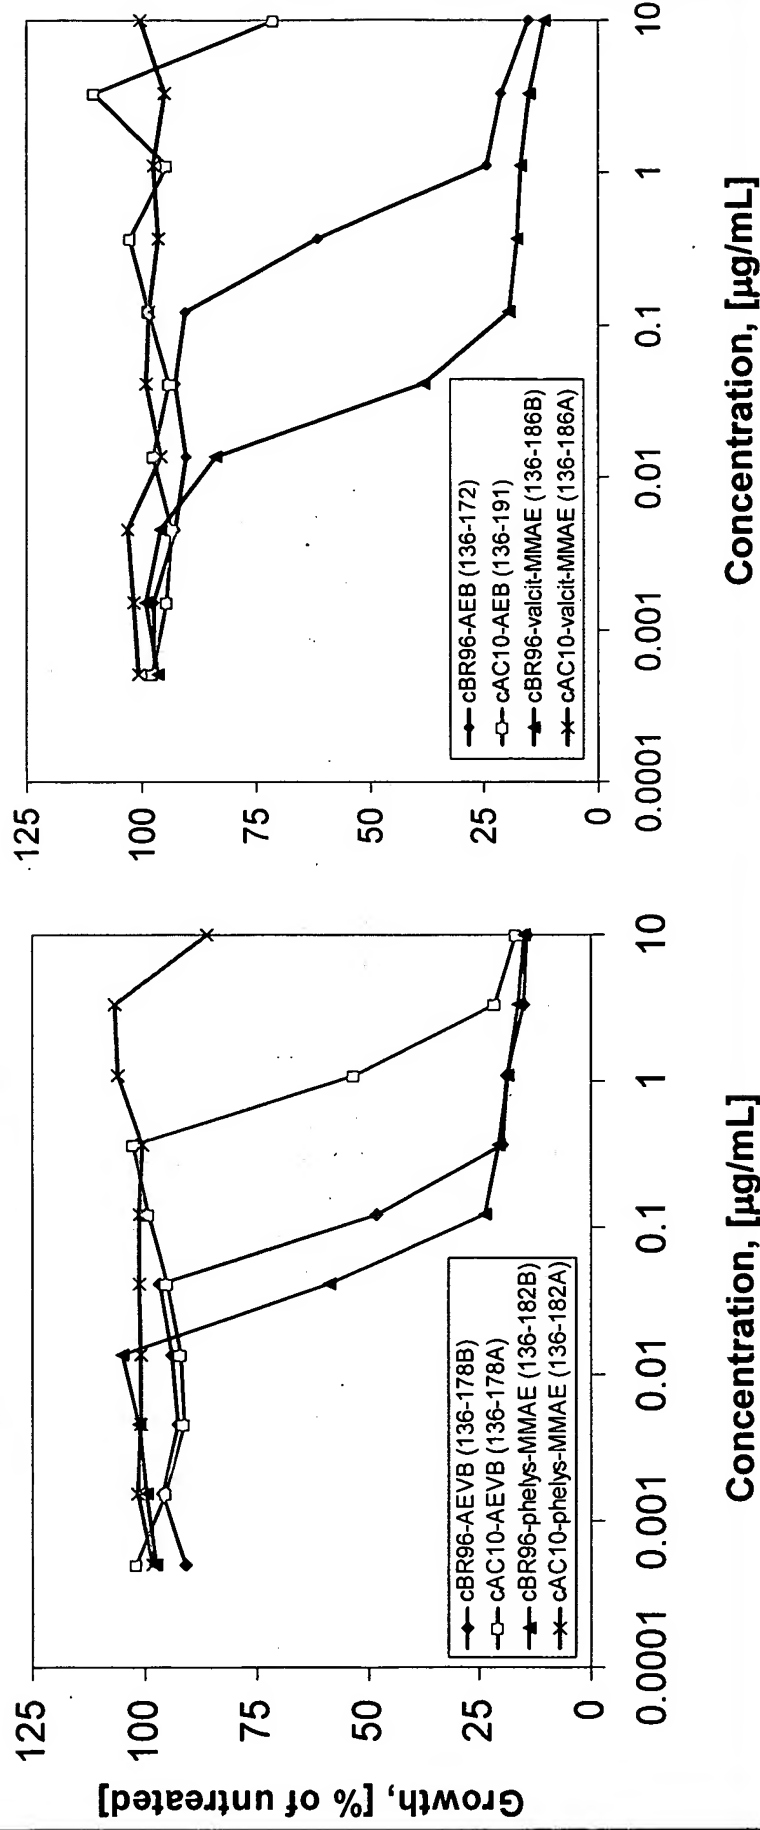 Growth, [% of untreated]
125
100
75
50
25
0
cBR96-AEVB (136-178B)
cAC10-AEVB (136-178A)
cBR96-phelys-MMAE (136-182B)
cAC10-phelys-MMAE (136-182A)
0.0001 0.001 0.01 0.1 1 10
Concentration, [µg/mL]
125
100
75
50
25
0
cBR96-AEB (136-172)
cAC10-AEB (136-191)
cBR96-valcit-MMAE (136-186B)
cAC10-valcit-MMAE (136-186A)
0.0001 0.001 0.01 0.1 1 10
Concentration, [µg/mL]